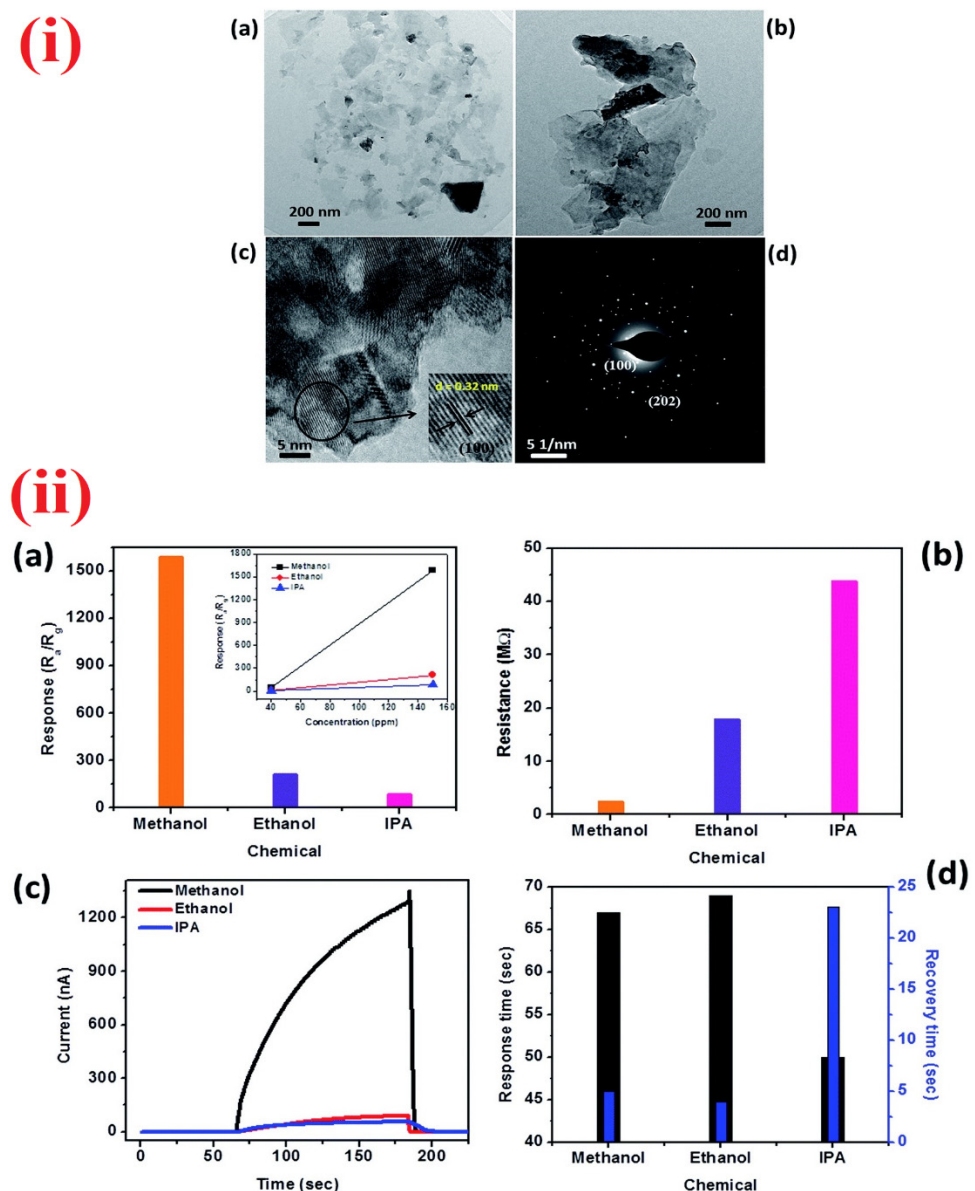 (i)
(a)
(b)
200 nm
200 nm
(c)
(d)
d = 0.32 nm
(100)
5 nm
(100)
(202)
5 1/nm
(ii)
(a)
1500
1200
900
600
300
0
Response (Ra/Rg)
Methanol Ethanol IPA
Chemical
1800
1500
1200
900
600
300
0
Response (Ra/Rg)
Methanol
Ethanol
IPA
40 60 80 100 120 140 160
Concentration (ppm)
(b)
50
40
30
20
10
0
Resistance (MΩ)
Methanol Ethanol IPA
Chemical
(c)
Methanol
Ethanol
IPA
1200
900
600
300
0
Current (nA)
0 50 100 150 200
Time (sec)
(d)
70
65
60
55
50
45
40
Response time (sec)
25
20
15
10
5
0
Recovery time (sec)
Methanol Ethanol IPA
Chemical